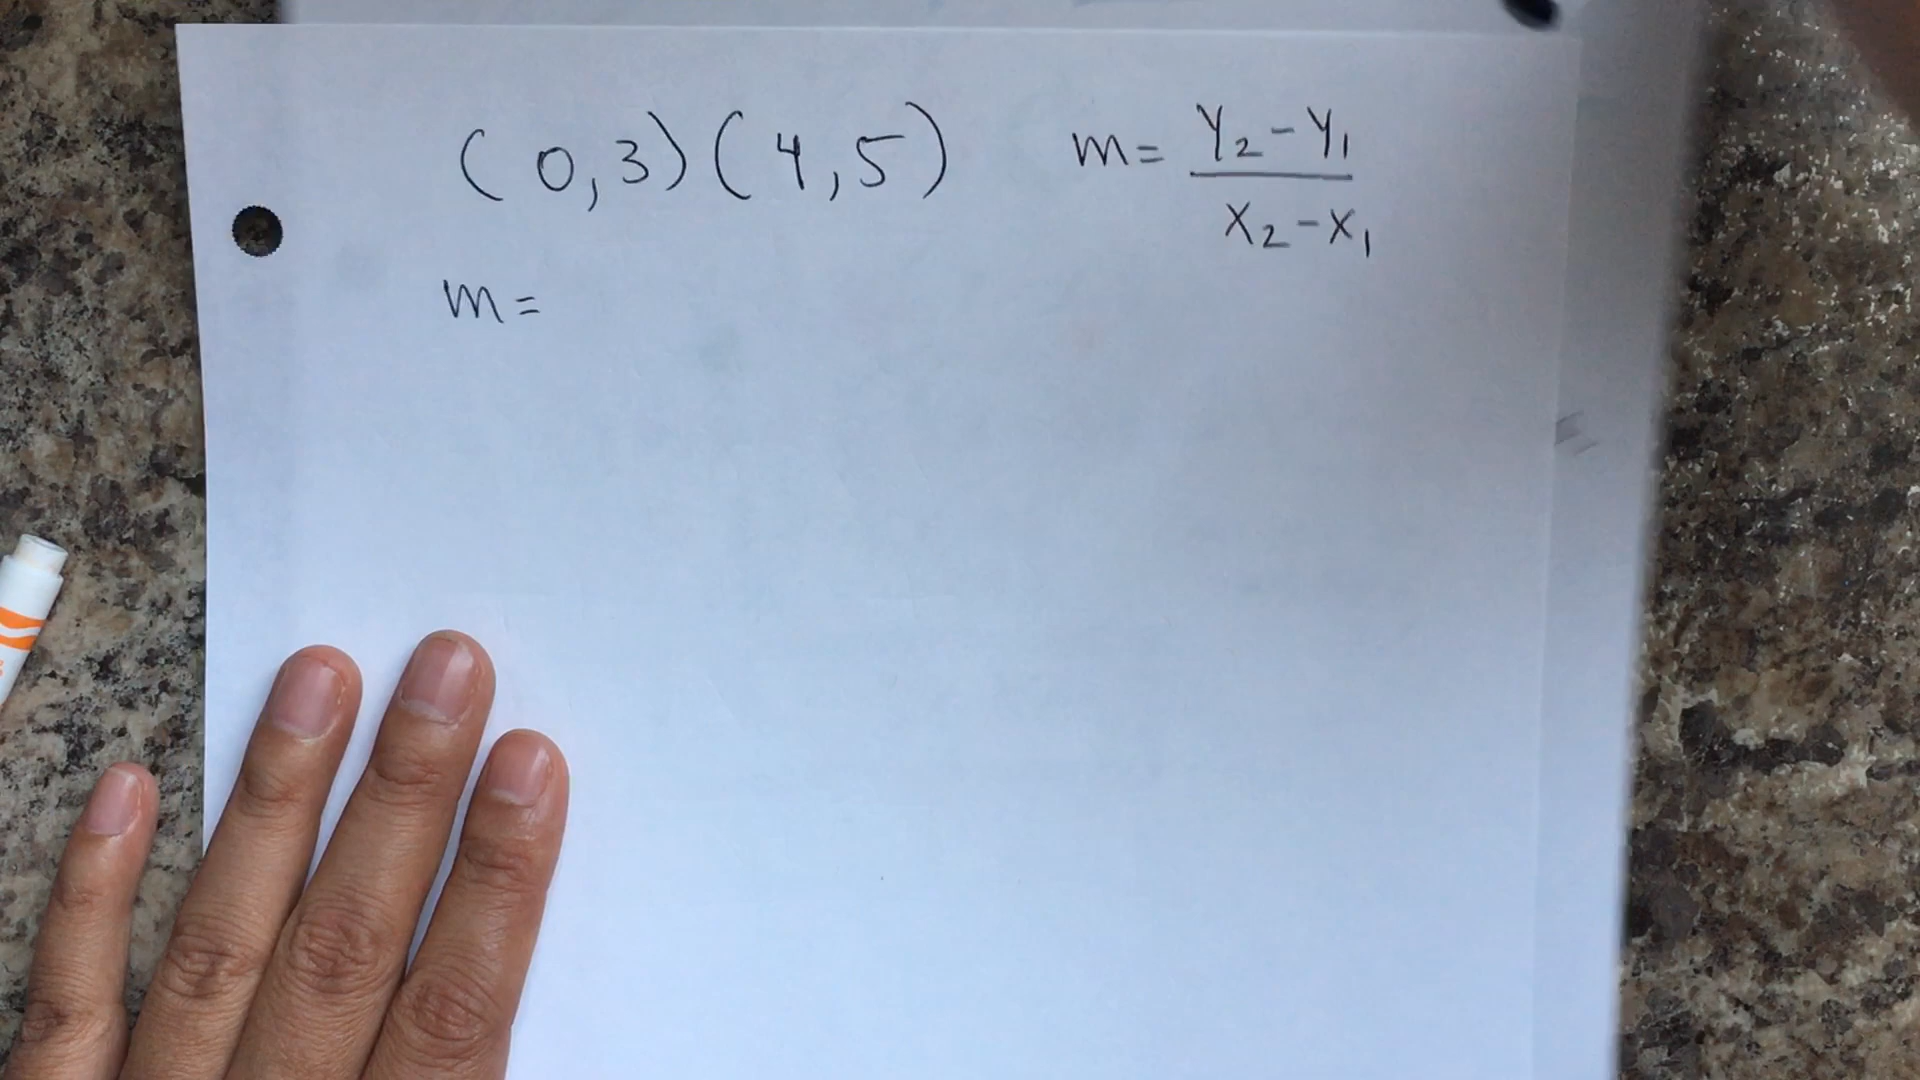 (0,3)(4,5) m= Y₂-Y₁
X₂-X₁
m=